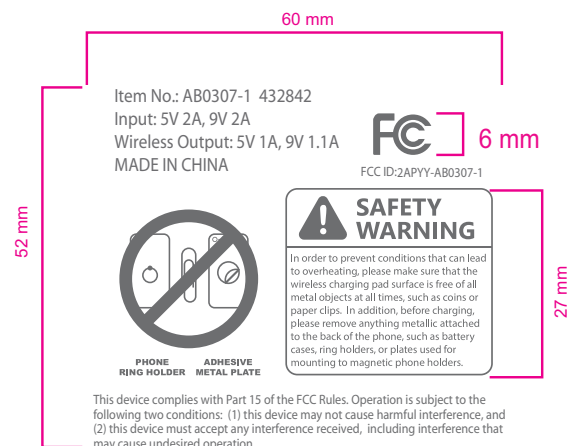 60 mm
Item No.: AB0307-1 432842
Input: 5V 2A, 9V 2A
Wireless Output: 5V 1A, 9V 1.1A
MADE IN CHINA
FC
6 mm
FCC ID:2APYY-AB0307-1
52 mm
SAFETY
WARNING
In order to prevent conditions that can lead
to overheating, please make sure that the
wireless charging pad surface is free of all
metal objects at all times, such as coins or
paper clips. In addition, before charging,
please remove anything metallic attached
to the back of the phone, such as battery
cases, ring holders, or plates used for
mounting to magnetic phone holders.
27 mm
PHONE
RING HOLDER
ADHESIVE
METAL PLATE
This device complies with Part 15 of the FCC Rules. Operation is subject to the
following two conditions: (1) this device may not cause harmful interference, and
(2) this device must accept any interference received, including interference that
may cause undesired operation.